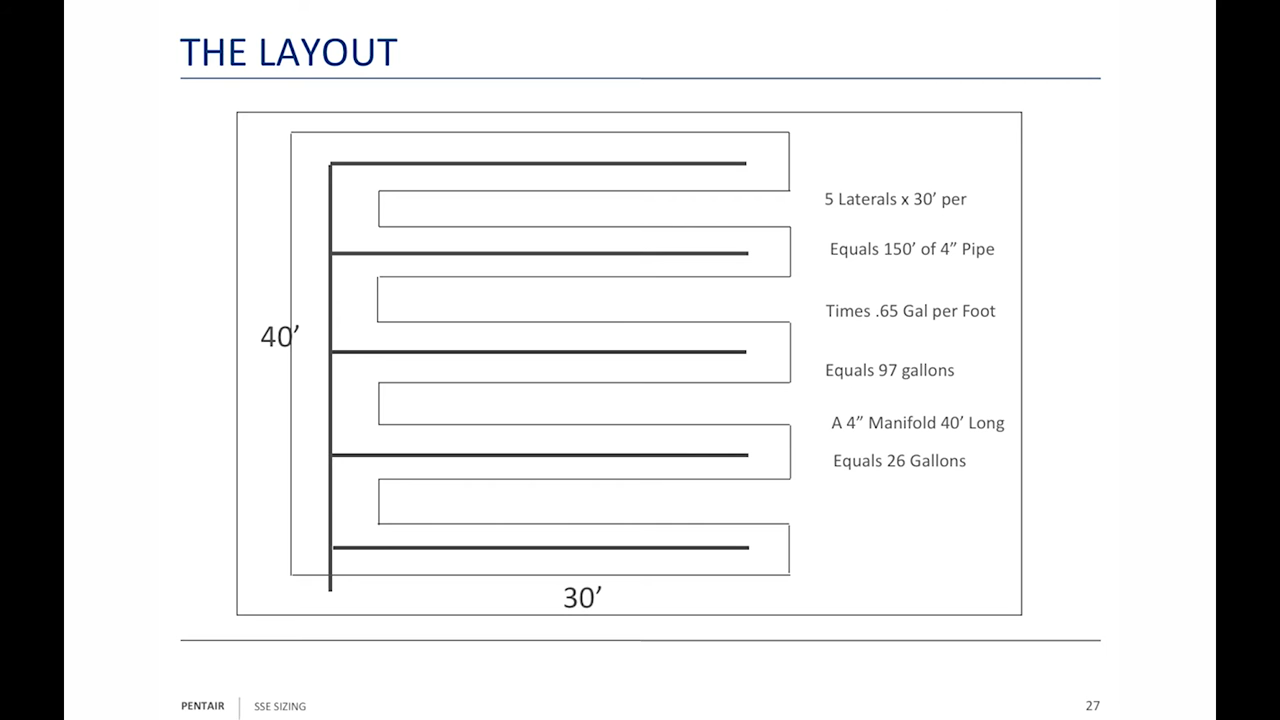 THE LAYOUT
5 Laterals x 30’ per
Equals 150’ of 4” Pipe
Times .65 Gal per Foot
40’
Equals 97 gallons
A 4” Manifold 40’ Long
Equals 26 Gallons
30’
PENTAIR
SSE SIZING
27